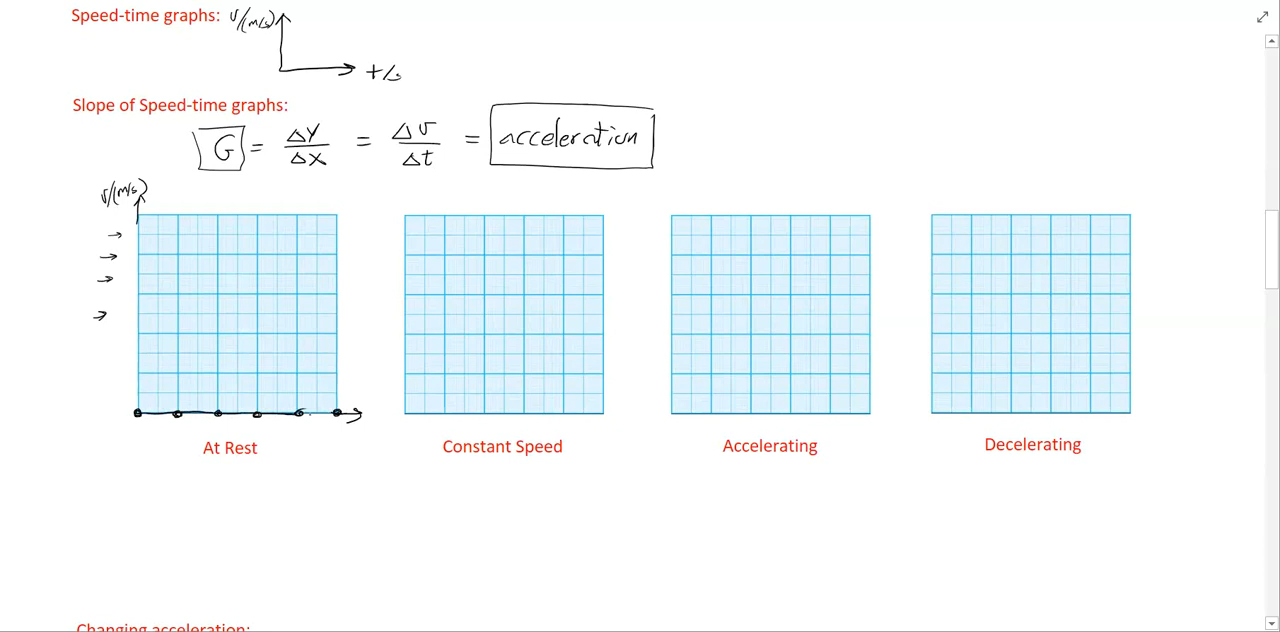 Speed-time graphs: v/(m/s)
t/s
Slope of Speed-time graphs:
G = ΔY/ΔX = Δv/Δt = acceleration
v/(m/s)
At Rest Constant Speed Accelerating Decelerating
Changing acceleration: